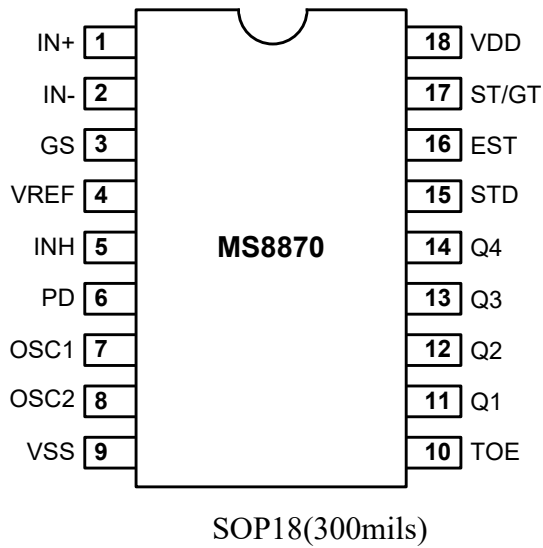 IN+ 1 18 VDD
IN- 2 17 ST/GT
GS 3 16 EST
VREF 4 15 STD
INH 5 MS8870 14 Q4
PD 6 13 Q3
OSC1 7 12 Q2
OSC2 8 11 Q1
VSS 9 10 TOE
SOP18(300mils)